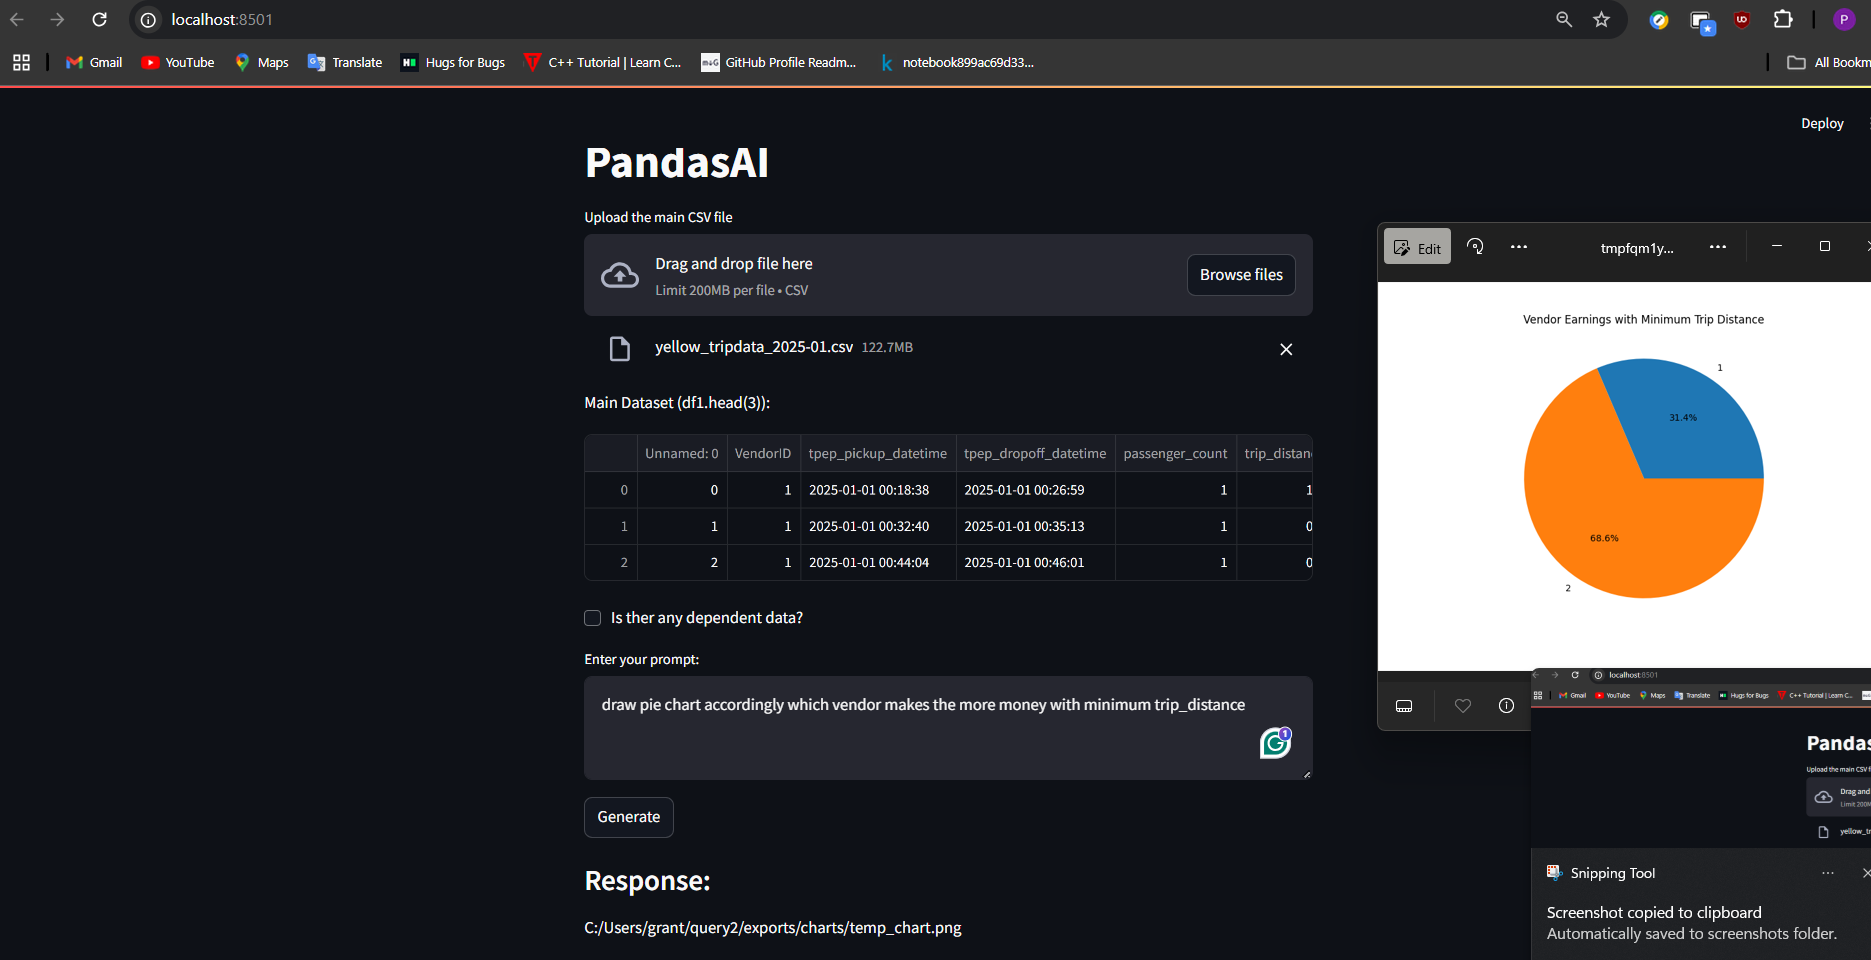 localhost:8501
Gmail
YouTube
Maps
Translate
Hugs for Bugs
C++ Tutorial | Learn C...
GitHub Profile Readm...
notebook899ac69d33...
All Bookm
Deploy
PandasAI
Upload the main CSV file
Drag and drop file here
Limit 200MB per file • CSV
Browse files
yellow_tripdata_2025-01.csv 122.7MB
Main Dataset (df1.head(3)):
Unnamed: 0 VendorID tpep_pickup_datetime tpep_dropoff_datetime passenger_count trip_distan
0 0 1 2025-01-01 00:18:38 2025-01-01 00:26:59 1 1
1 1 1 2025-01-01 00:32:40 2025-01-01 00:35:13 1 0
2 2 1 2025-01-01 00:44:04 2025-01-01 00:46:01 1 0
Is ther any dependent data?
Enter your prompt:
draw pie chart accordingly which vendor makes the more money with minimum trip_distance
1
Generate
Response:
C:/Users/grant/query2/exports/charts/temp_chart.png
P
Edit
tmpfqm1y...
Vendor Earnings with Minimum Trip Distance
1
31.4%
68.6%
2
localhost:8501
Gmail YouTube Maps Translate Hugs for Bugs C++ Tutorial | Learn C...
Pandas
Upload the main CSV f
Drag and
Limit 200M
yellow_tr
Snipping Tool
Screenshot copied to clipboard
Automatically saved to screenshots folder.